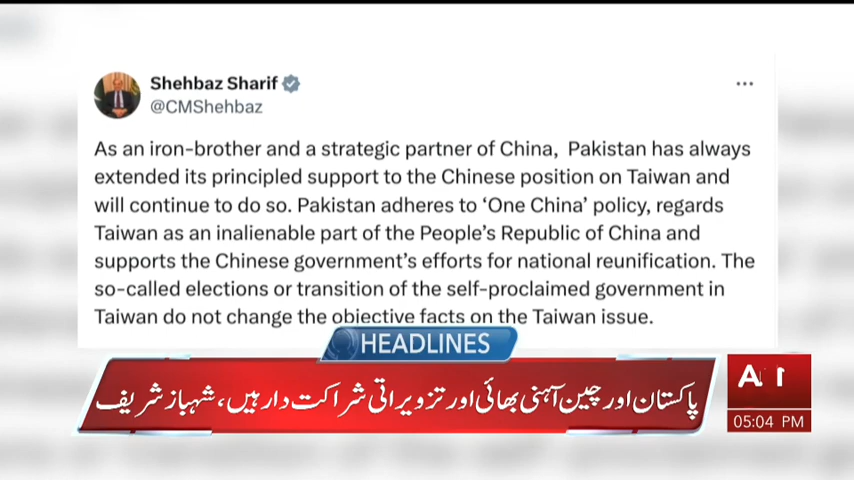 Shehbaz Sharif
@CMShehbaz
As an iron-brother and a strategic partner of China, Pakistan has always
extended its principled support to the Chinese position on Taiwan and
will continue to do so. Pakistan adheres to ‘One China’ policy, regards
Taiwan as an inalienable part of the People’s Republic of China and
supports the Chinese government’s efforts for national reunification. The
so-called elections or transition of the self-proclaimed government in
Taiwan do not change the objective facts on the Taiwan issue.
HEADLINES
پاکستان اور چین آہنی بھائی اور تزویراتی شراکت دار ہیں، شہباز شریف
05:04 PM